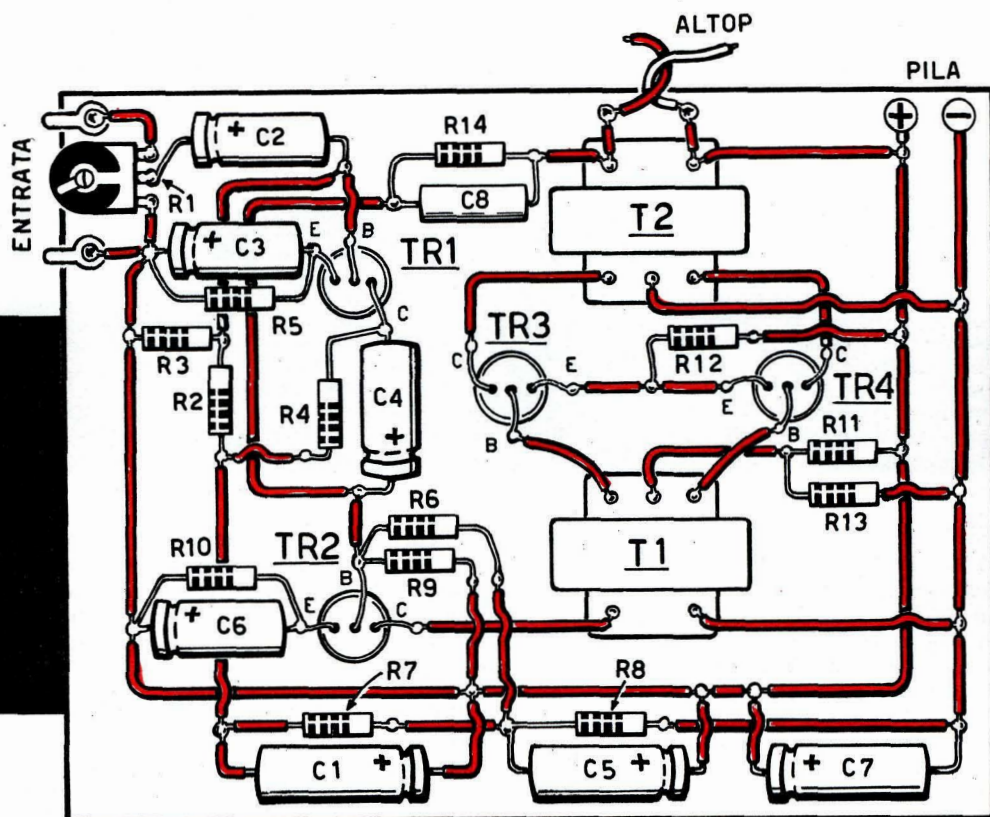 ALTOP
PILA
+ −
ENTRATA
R1
+ C2
R14
C8
+ C3
E
B
TR1
C
T2
R5
R3
R2
R4
C4
+
TR3
C
E
B
R12
E
C
TR4
B
R11
R13
R6
R9
TR2
B
E
C
T1
R10
+ C6
R7
R8
C1 +
C5 +
+ C7